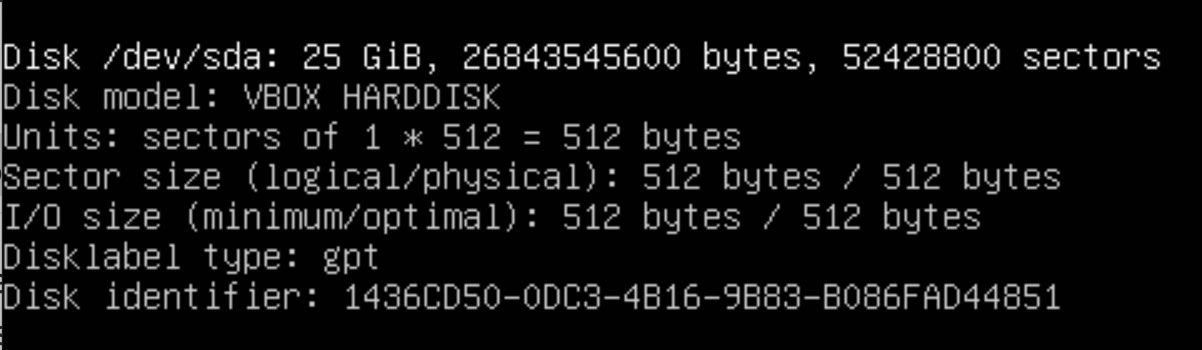 Disk /dev/sda: 25 GiB, 26843545600 bytes, 52428800 sectors
Disk model: VBOX HARDDISK
Units: sectors of 1 * 512 = 512 bytes
Sector size (logical/physical): 512 bytes / 512 bytes
I/O size (minimum/optimal): 512 bytes / 512 bytes
Disklabel type: gpt
Disk identifier: 1436CD50-0DC3-4B16-9B83-B086FAD44851